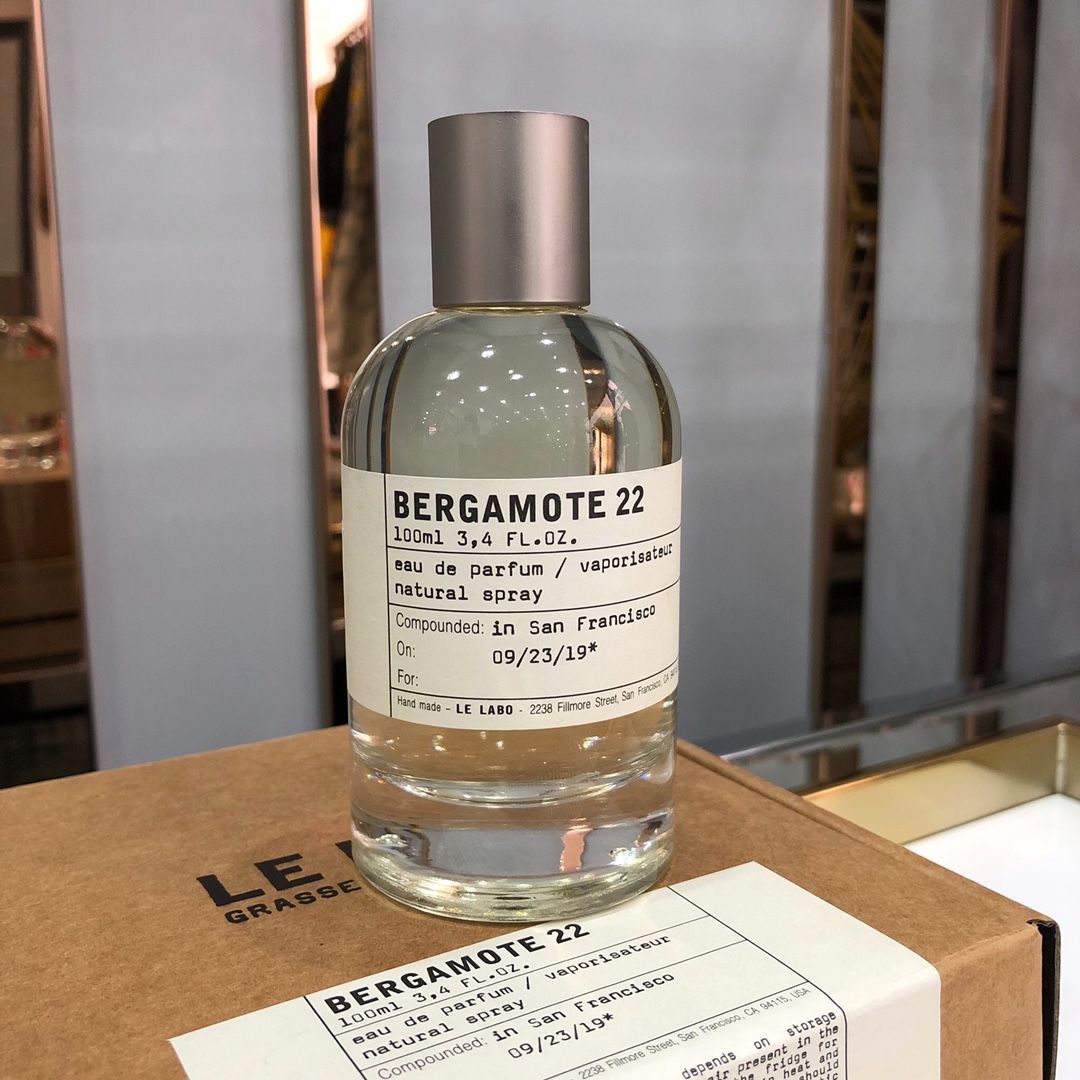 BERGAMOTE 22
100ml 3,4 FL.OZ.
eau de parfum / vaporisateur
natural spray
Compounded: in San Francisco
On: 09/23/19*
For:
Hand made - LE LABO - 2238 Fillmore Street, San Francisco, CA
LE
GRASSE
BERGAMOTE 22
100ml 3,4 FL.OZ.
eau de parfum / vaporisateur
natural spray
Compounded: in San Francisco
09/23/19*
2238 Fillmore Street, San Francisco, CA 94115, USA
depends on storage
air present in the
the fridge for
heat and
should